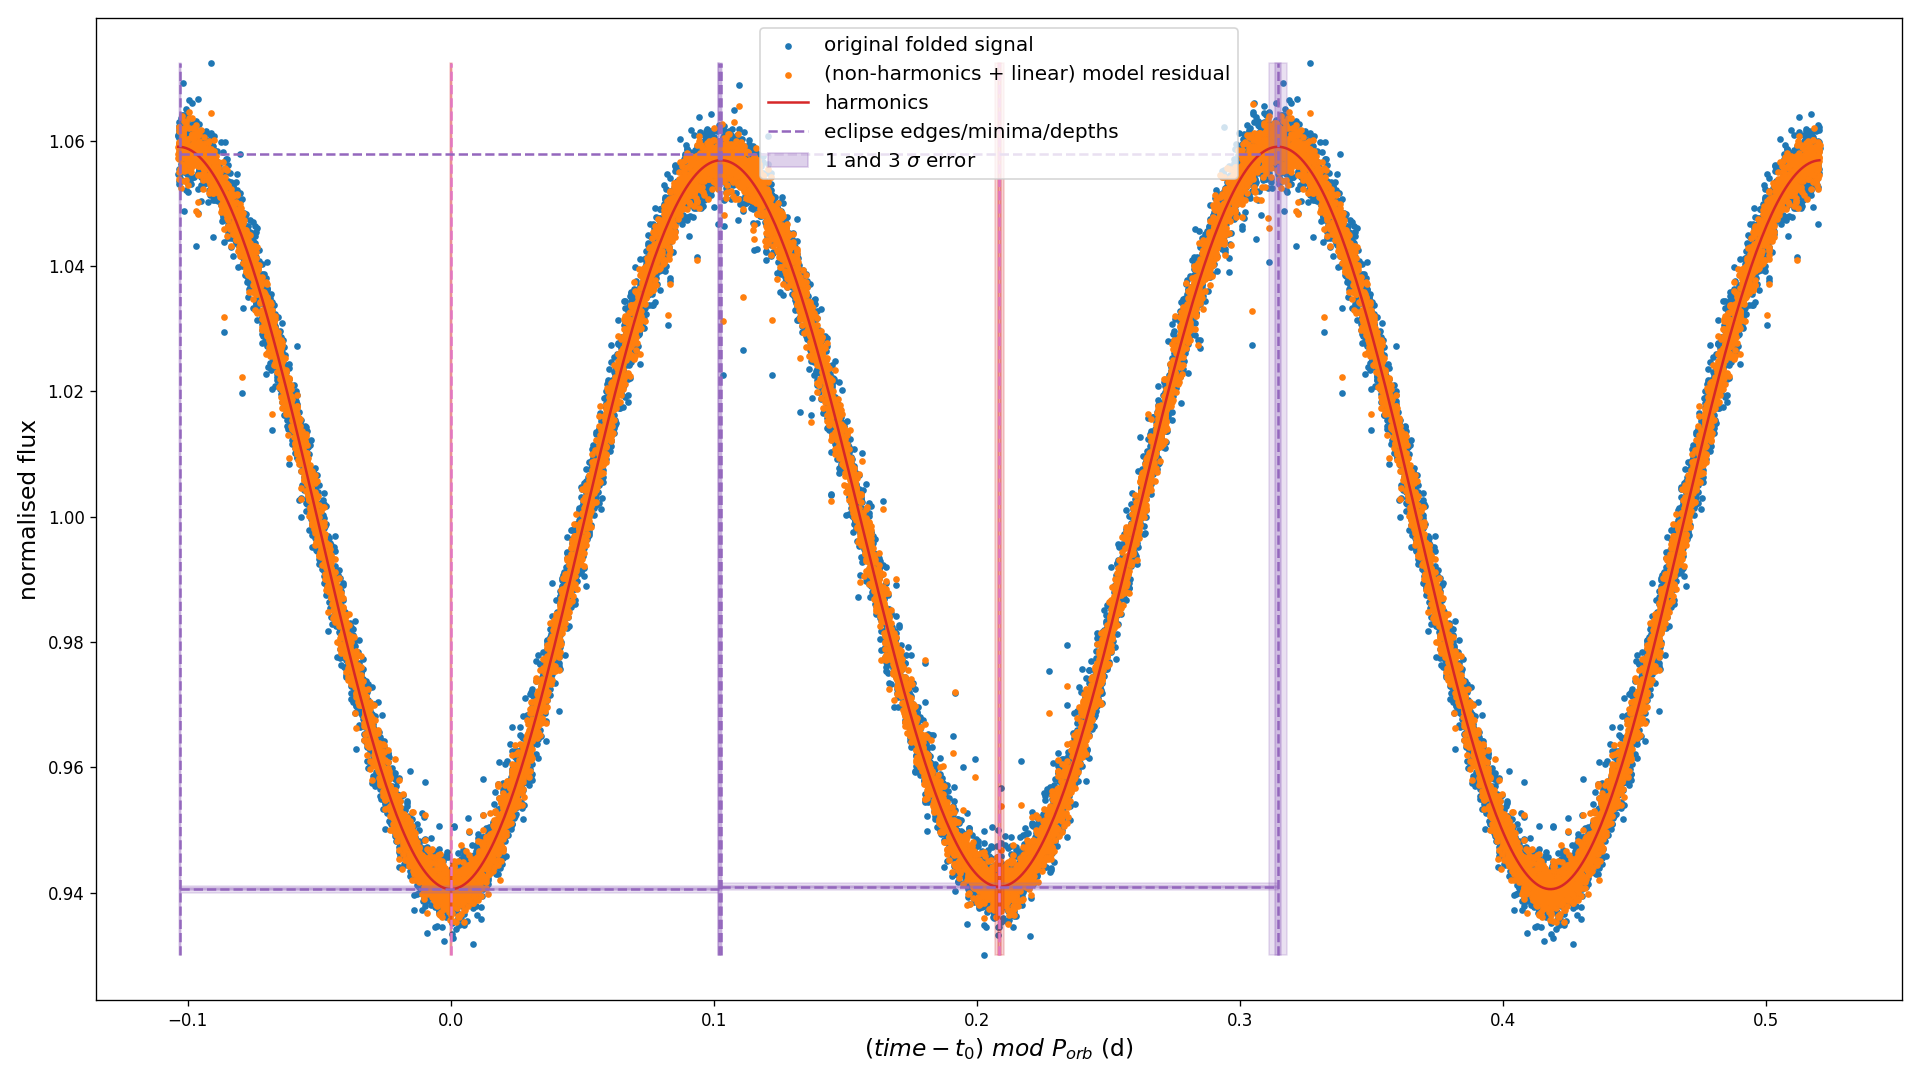 original folded signal
(non-harmonics + linear) model residual
harmonics
eclipse edges/minima/depths
1 and 3 σ error
1.06
1.04
1.02
1.00
0.98
0.96
0.94
normalised flux
−0.1
0.0
0.1
0.2
0.3
0.4
0.5
(time − t₀) mod Pₒᵣb (d)